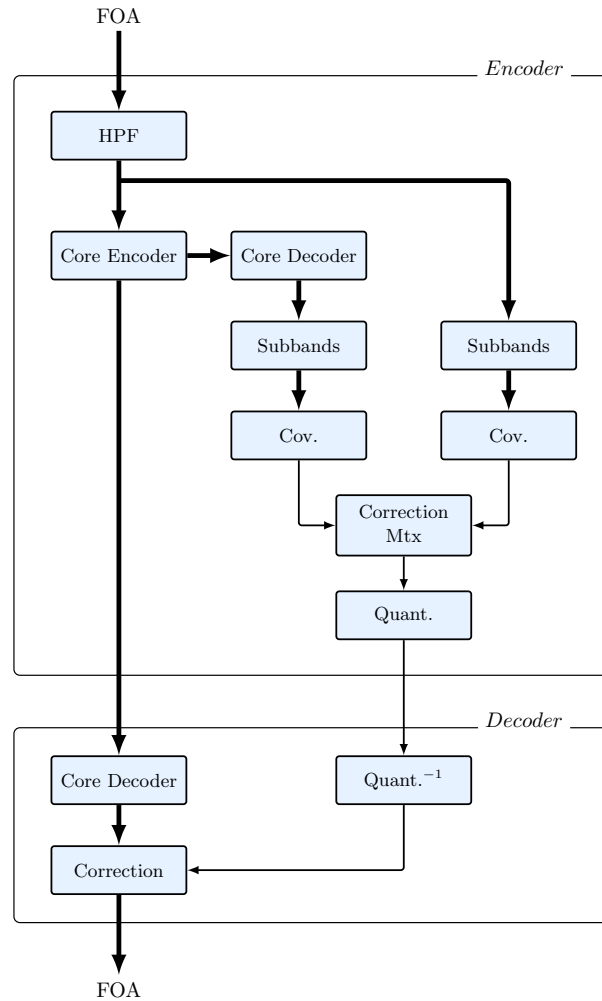 FOA
Encoder
HPF
Core Encoder
Core Decoder
Subbands
Subbands
Cov.
Cov.
Correction
Mtx
Quant.
Decoder
Core Decoder
Quant.⁻¹
Correction
FOA